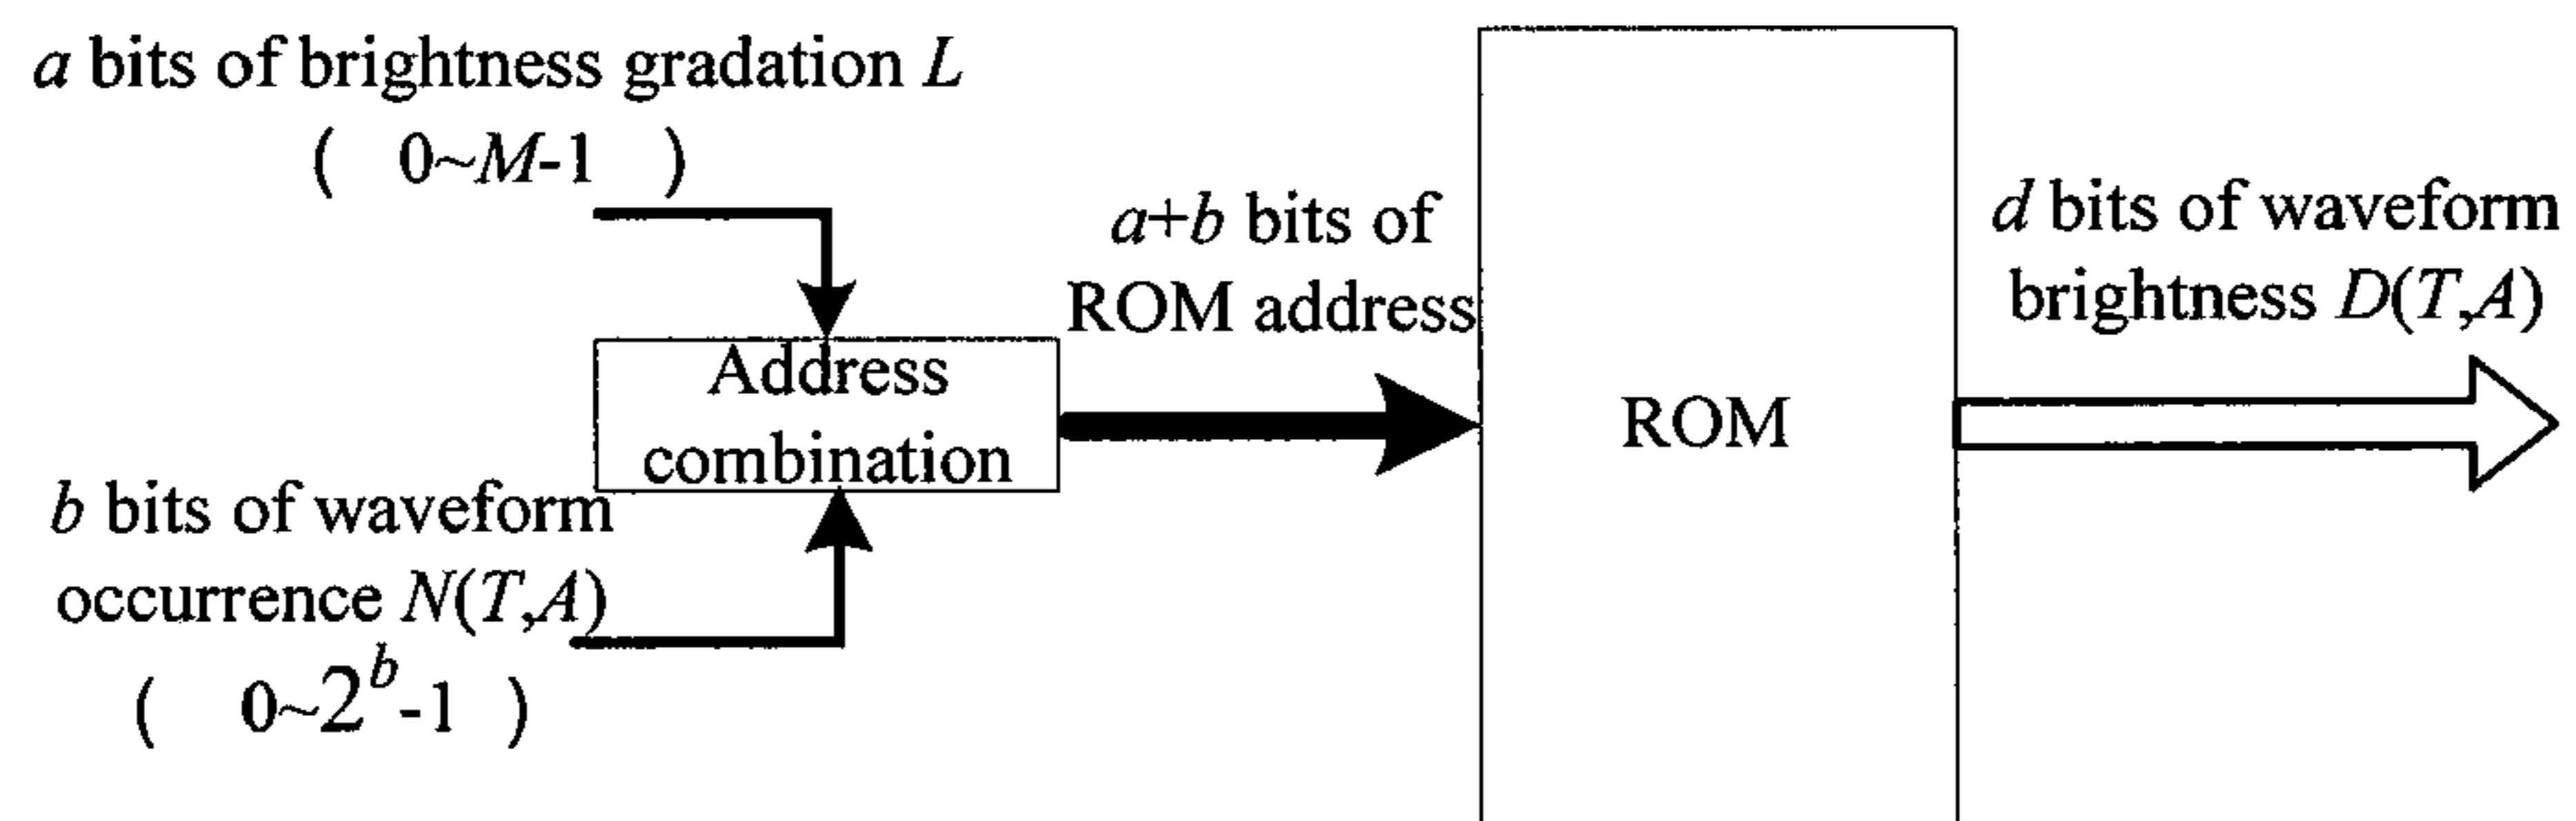 a bits of brightness gradation L
( 0~M-1 )
Address
combination
b bits of waveform
occurrence N(T,A)
( 0~2^b-1 )
a+b bits of
ROM address
ROM
d bits of waveform
brightness D(T,A)